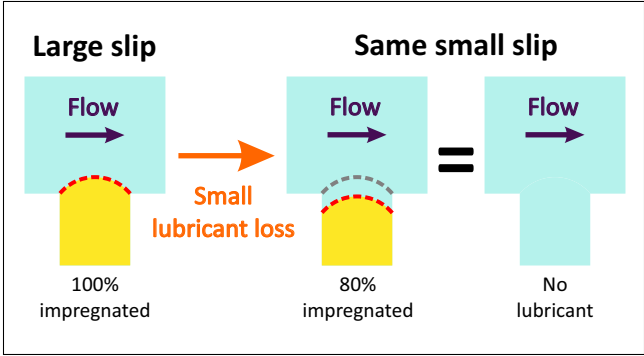 Large slip
Same small slip
Flow
Flow
Flow
Small
lubricant loss
=
100%
impregnated
80%
impregnated
No
lubricant